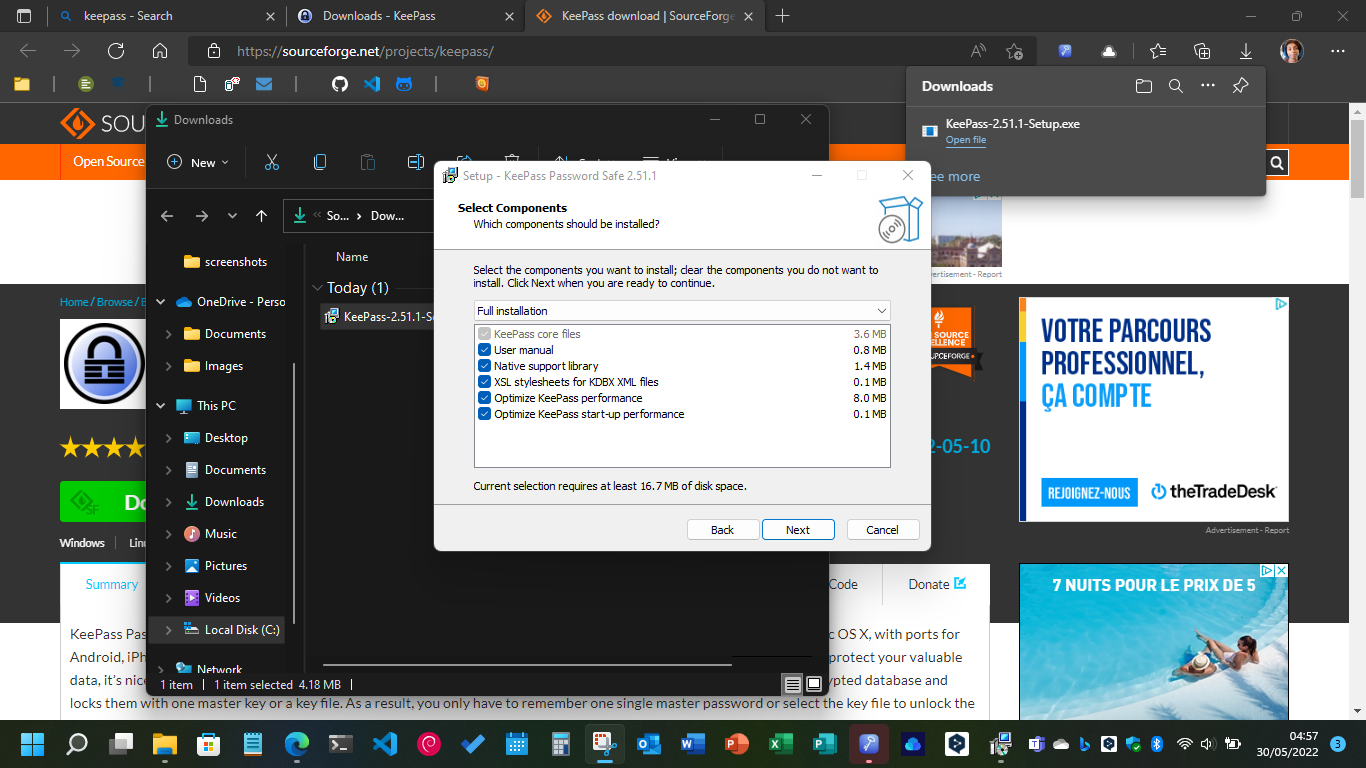 keepass - Search
Downloads - KeePass
KeePass download | SourceForge
https://sourceforge.net/projects/keepass/
Downloads
KeePass-2.51.1-Setup.exe
Open file
See more
SOU
Open Source
Advertisement - Report
Home / Browse /
Downloads
New
So... > Dow...
screenshots
OneDrive - Perso
Documents
Images
This PC
Desktop
Documents
Downloads
Music
Pictures
Videos
Local Disk (C:)
Network
Name
Today (1)
KeePass-2.51.1-Se
1 item
1 item selected 4.18 MB
Setup - KeePass Password Safe 2.51.1
Select Components
Which components should be installed?
Select the components you want to install; clear the components you do not want to
install. Click Next when you are ready to continue.
Full installation
KeePass core files 3.6 MB
User manual 0.8 MB
Native support library 1.4 MB
XSL stylesheets for KDBX XML files 0.1 MB
Optimize KeePass performance 8.0 MB
Optimize KeePass start-up performance 0.1 MB
Current selection requires at least 16.7 MB of disk space.
Back
Next
Cancel
2-05-10
Do
Windows
Linu
Summary
Code
Donate
KeePass Pas
c OS X, with ports for
Android, iPh
protect your valuable
data, it's nice
ypted database and
locks them with one master key or a key file. As a result, you only have to remember one single master password or select the key file to unlock the
VOTRE PARCOURS
PROFESSIONNEL,
ÇA COMPTE
REJOIGNEZ-NOUS
theTradeDesk
Advertisement - Report
7 NUITS POUR LE PRIX DE 5
04:57
30/05/2022
3